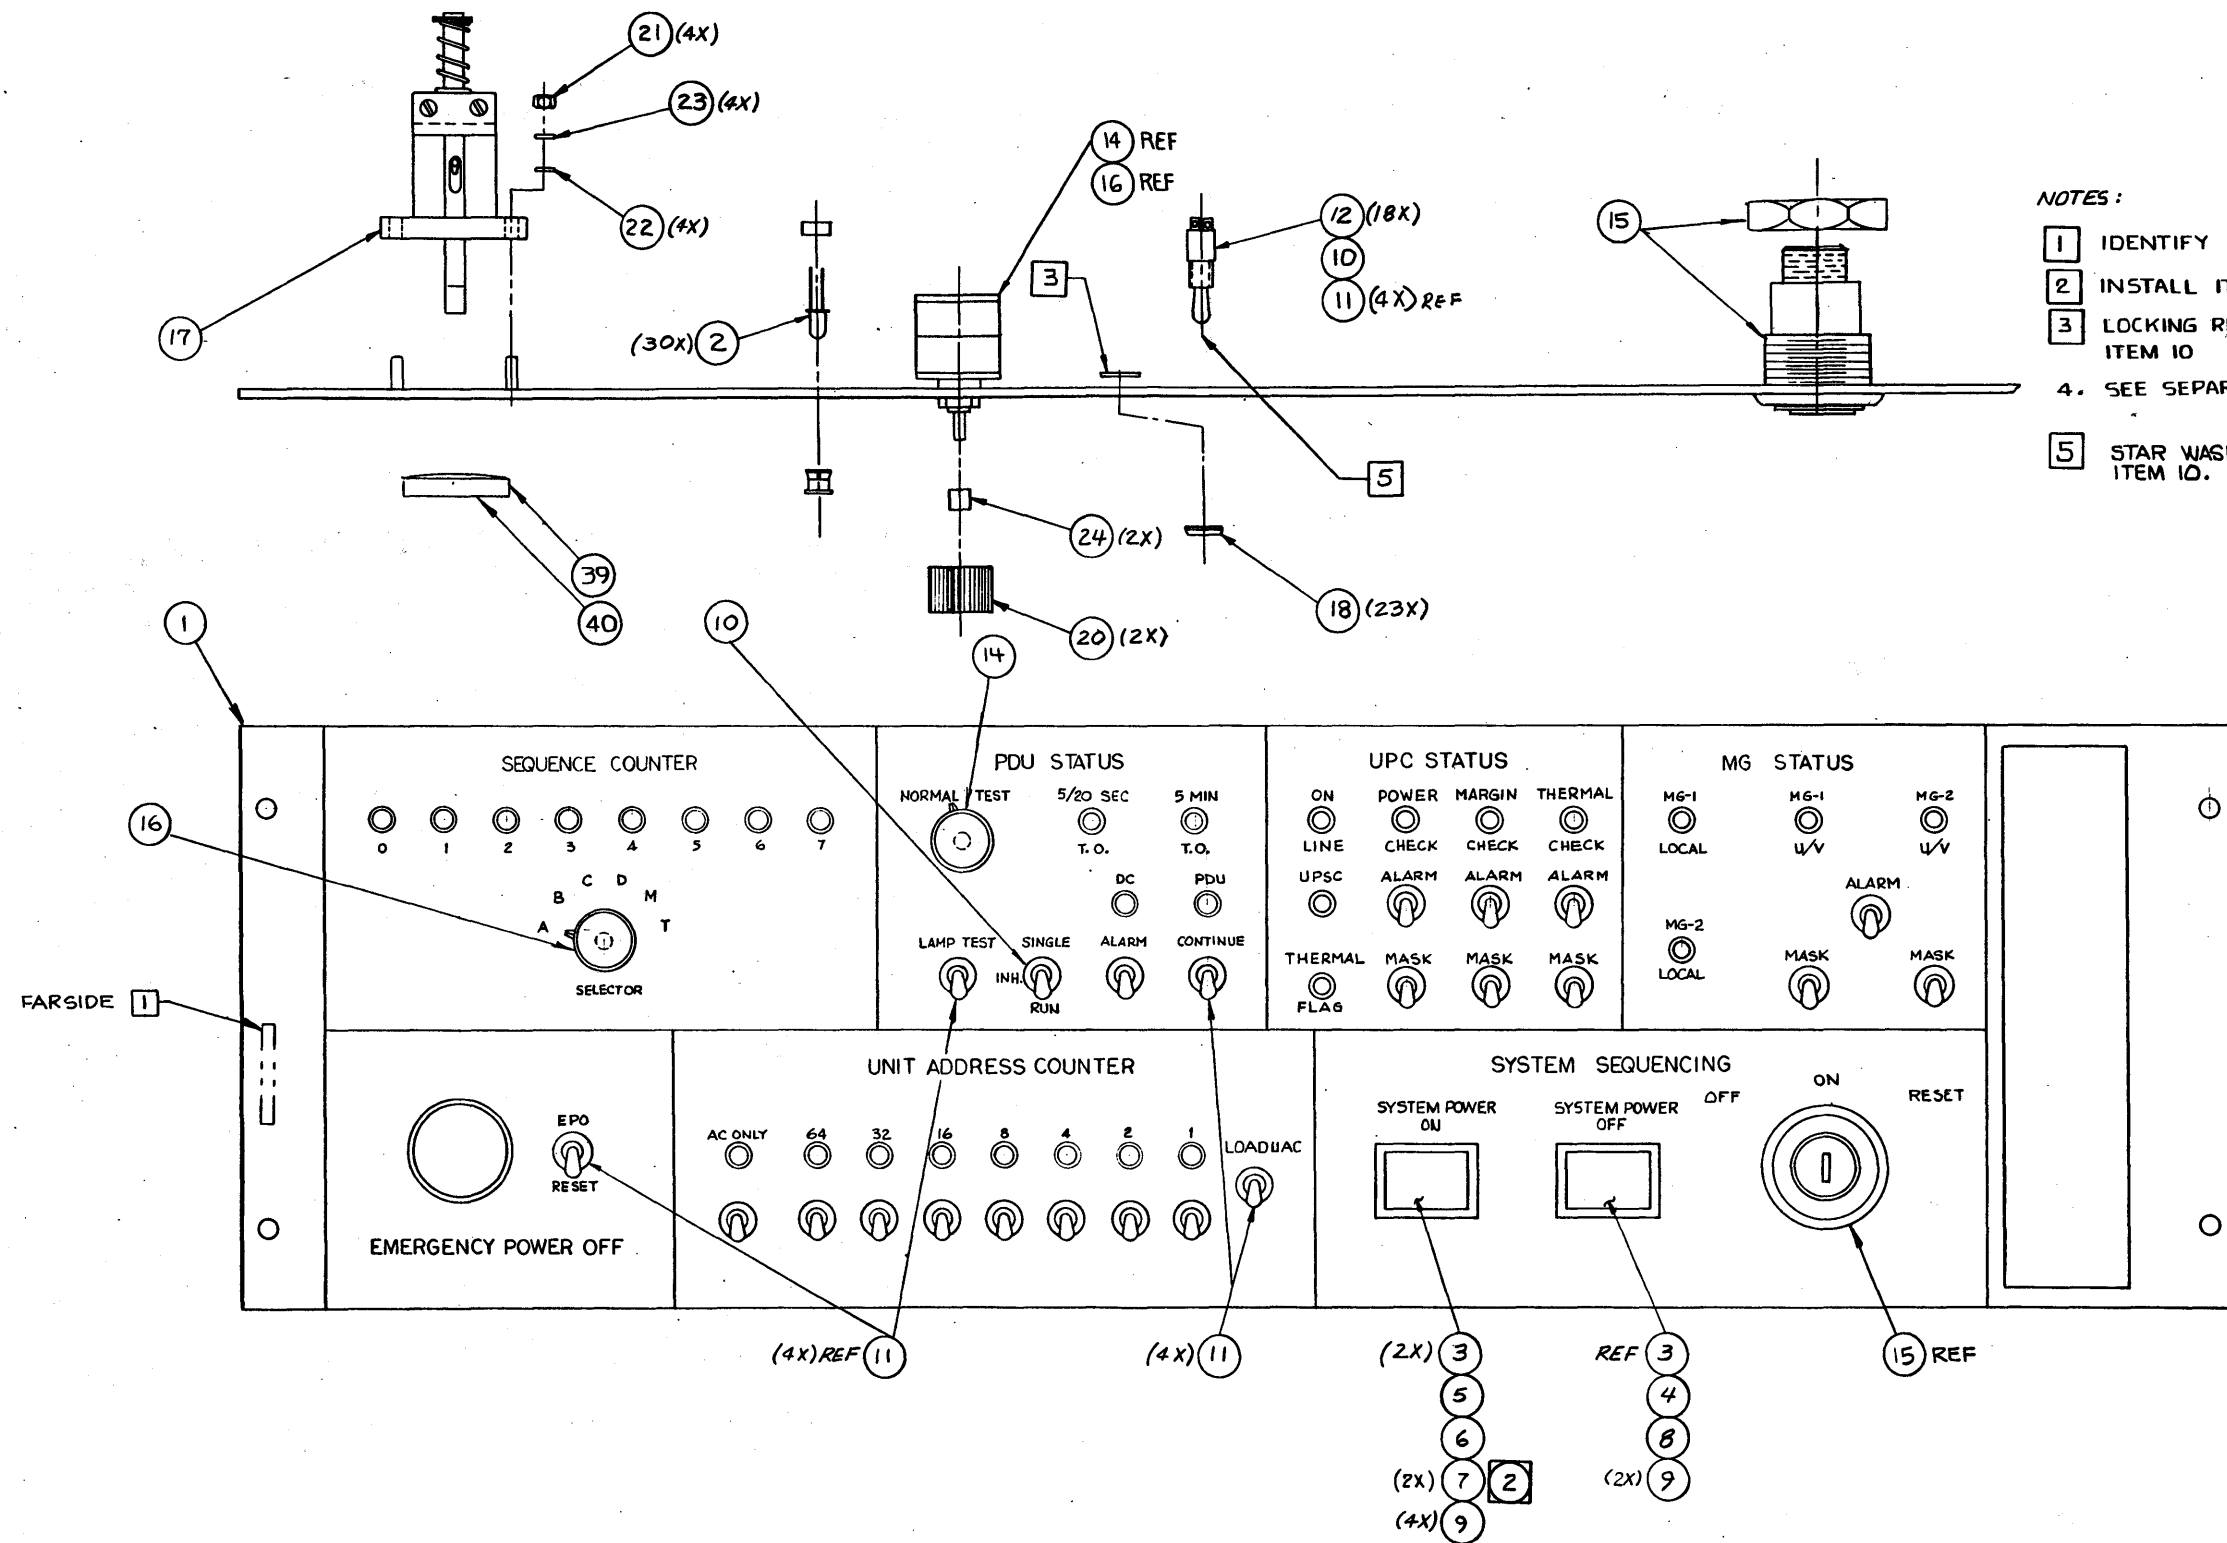 21 (4X)
23 (4X)
22 (4X)
17
(30X) 2
14 REF
16 REF
3
12 (18X)
10
11 (4X) REF
5
15
24 (2X)
20 (2X)
18 (23X)
39
40
NOTES:
1 IDENTIFY
2 INSTALL
3 LOCKING
ITEM 10
4. SEE
5 STAR
ITEM 10.
1
10
14
16
SEQUENCE COUNTER
0 1 2 3 4 5 6 7
A B C D M T
SELECTOR
PDU STATUS
NORMAL TEST
5/20 SEC
T.O.
5 MIN
T.O.
DC
PDU
LAMP TEST
SINGLE
INH.
RUN
ALARM
CONTINUE
UPC STATUS
ON
LINE
POWER
CHECK
MARGIN
CHECK
THERMAL
CHECK
UPSC
ALARM
ALARM
ALARM
THERMAL
FLAG
MASK
MASK
MASK
MG STATUS
MG-1
LOCAL
MG-1
U/V
MG-2
U/V
ALARM
MG-2
LOCAL
MASK
MASK
FARSIDE 1
EPO
RESET
EMERGENCY POWER OFF
UNIT ADDRESS COUNTER
AC ONLY 64 32 16 8 4 2 1
LOAD UAC
SYSTEM SEQUENCING
SYSTEM POWER
ON
SYSTEM POWER
OFF
OFF
ON
RESET
(4X) REF 11
(4X) 11
(2X) 3
5
6
(2X) 7 2
(4X) 9
REF 3
4
8
(2X) 9
15 REF